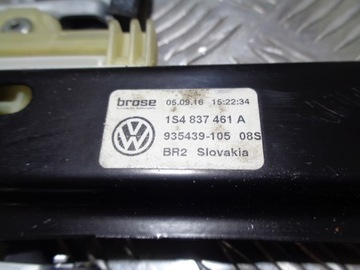 brose 05.09.16 15:22:34
1S4 837 461 A
935439-105 08S
BR2 Slovakia